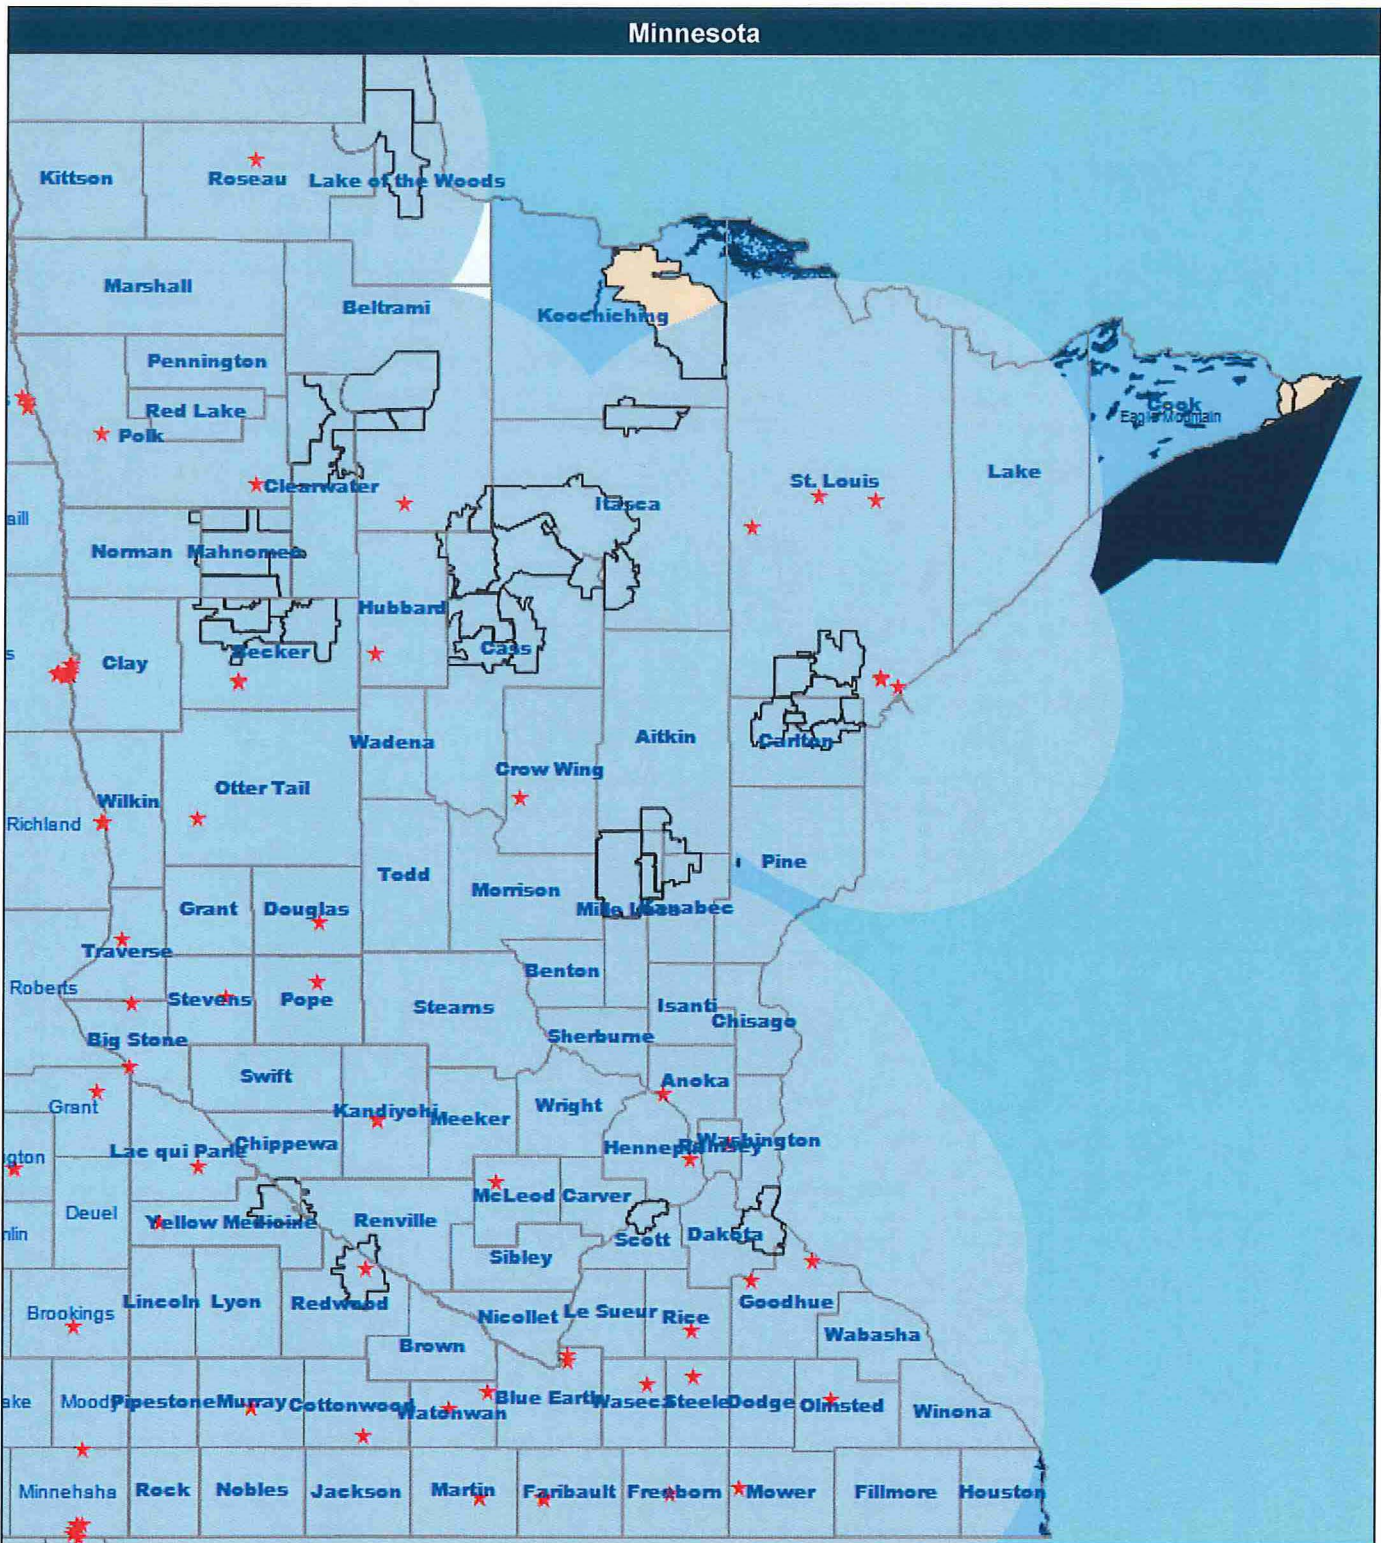 Minnesota
Kittson
Roseau
Lake of the Woods
Marshall
Beltrami
Koochiching
Pennington
Red Lake
Polk
Cook
Eagle Mountain
Clearwater
Itasca
St. Louis
Lake
aill
Norman
Mahnomen
Hubbard
s
Clay
Becker
Cass
Wadena
Aitkin
Carlton
Crow Wing
Otter Tail
Wilkin
Richland
Todd
Pine
Morrison
Grant
Douglas
Mille Lacs
Kanabec
Traverse
Benton
Roberts
Stevens
Pope
Stearns
Isanti
Chisago
Big Stone
Sherburne
Swift
Anoka
Grant
Kandiyohi
Meeker
Wright
Lac qui Parle
Chippewa
Hennepin
Ramsey
Washington
gton
McLeod
Carver
Deuel
Yellow Medicine
Renville
nlin
Scott
Dakota
Sibley
Brookings
Lincoln
Lyon
Redwood
Nicollet
Le Sueur
Rice
Goodhue
Brown
Wabasha
ake
Moody
Pipestone
Murray
Cottonwood
Watonwan
Blue Earth
Waseca
Steele
Dodge
Olmsted
Winona
Minnehaha
Rock
Nobles
Jackson
Martin
Faribault
Freeborn
Mower
Fillmore
Houston